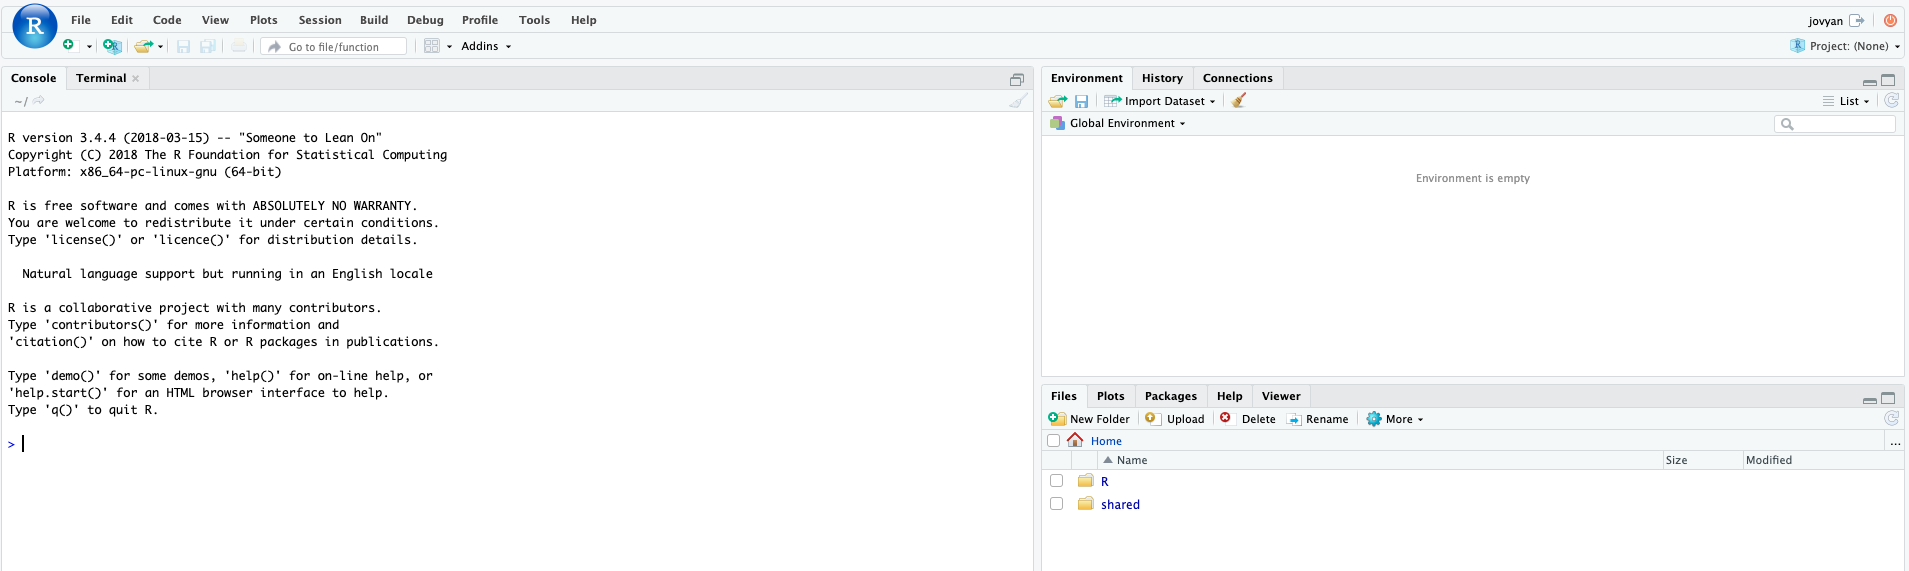 R
File Edit Code View Plots Session Build Debug Profile Tools Help
jovyan
Go to file/function
Addins
R Project: (None)
Console Terminal
~/
R version 3.4.4 (2018-03-15) -- "Someone to Lean On"
Copyright (C) 2018 The R Foundation for Statistical Computing
Platform: x86_64-pc-linux-gnu (64-bit)
R is free software and comes with ABSOLUTELY NO WARRANTY.
You are welcome to redistribute it under certain conditions.
Type 'license()' or 'licence()' for distribution details.
Natural language support but running in an English locale
R is a collaborative project with many contributors.
Type 'contributors()' for more information and
'citation()' on how to cite R or R packages in publications.
Type 'demo()' for some demos, 'help()' for on-line help, or
'help.start()' for an HTML browser interface to help.
Type 'q()' to quit R.
>
Environment History Connections
Import Dataset
List
Global Environment
Environment is empty
Files Plots Packages Help Viewer
New Folder Upload Delete Rename More
Home
...
Name Size Modified
R
shared